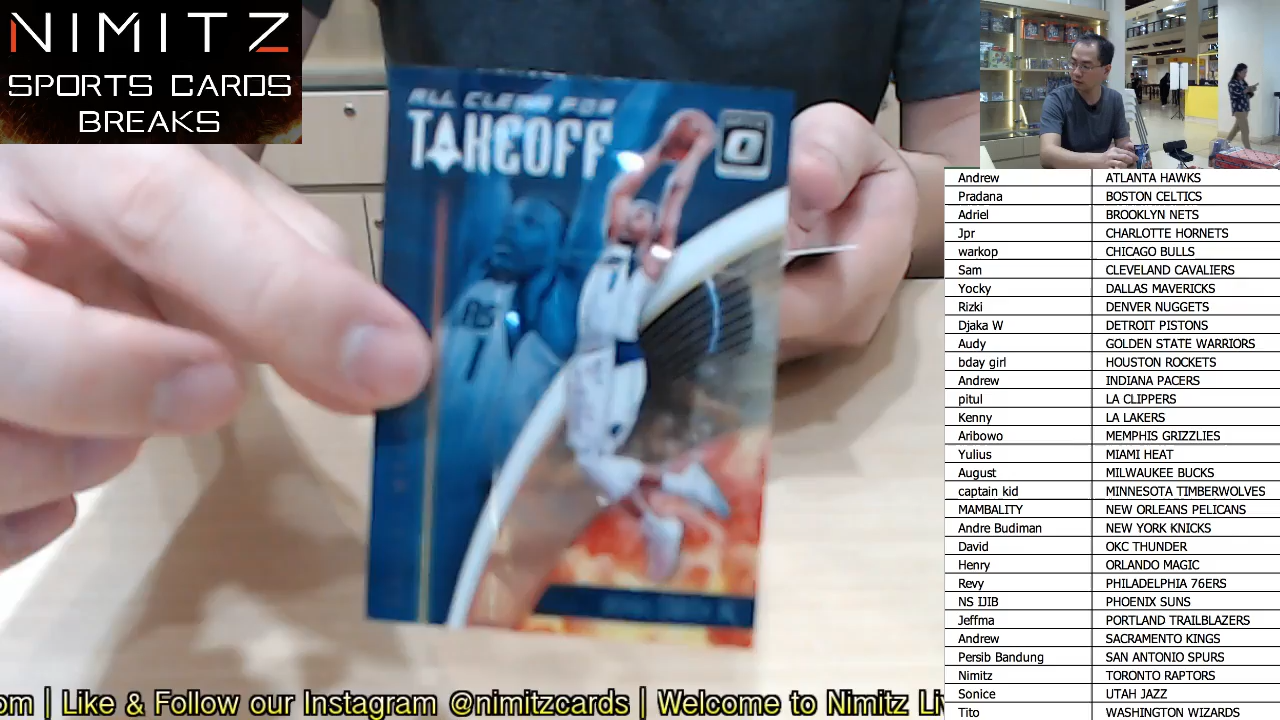 NIMITZ
SPORTS CARDS
BREAKS
ALL CLEAR FOR
TAKEOFF
O
1
Andrew ATLANTA HAWKS
Pradana BOSTON CELTICS
Adriel BROOKLYN NETS
Jpr CHARLOTTE HORNETS
warkop CHICAGO BULLS
Sam CLEVELAND CAVALIERS
Yocky DALLAS MAVERICKS
Rizki DENVER NUGGETS
Djaka W DETROIT PISTONS
Audy GOLDEN STATE WARRIORS
bday girl HOUSTON ROCKETS
Andrew INDIANA PACERS
pitul LA CLIPPERS
Kenny LA LAKERS
Aribowo MEMPHIS GRIZZLIES
Yulius MIAMI HEAT
August MILWAUKEE BUCKS
captain kid MINNESOTA TIMBERWOLVES
MAMBALITY NEW ORLEANS PELICANS
Andre Budiman NEW YORK KNICKS
David OKC THUNDER
Henry ORLANDO MAGIC
Revy PHILADELPHIA 76ERS
NS IJIB PHOENIX SUNS
Jeffma PORTLAND TRAILBLAZERS
Andrew SACRAMENTO KINGS
Persib Bandung SAN ANTONIO SPURS
Nimitz TORONTO RAPTORS
Sonice UTAH JAZZ
Tito WASHINGTON WIZARDS
om | Like & Follow our Instagram @nimitzcards | Welcome to Nimitz Li